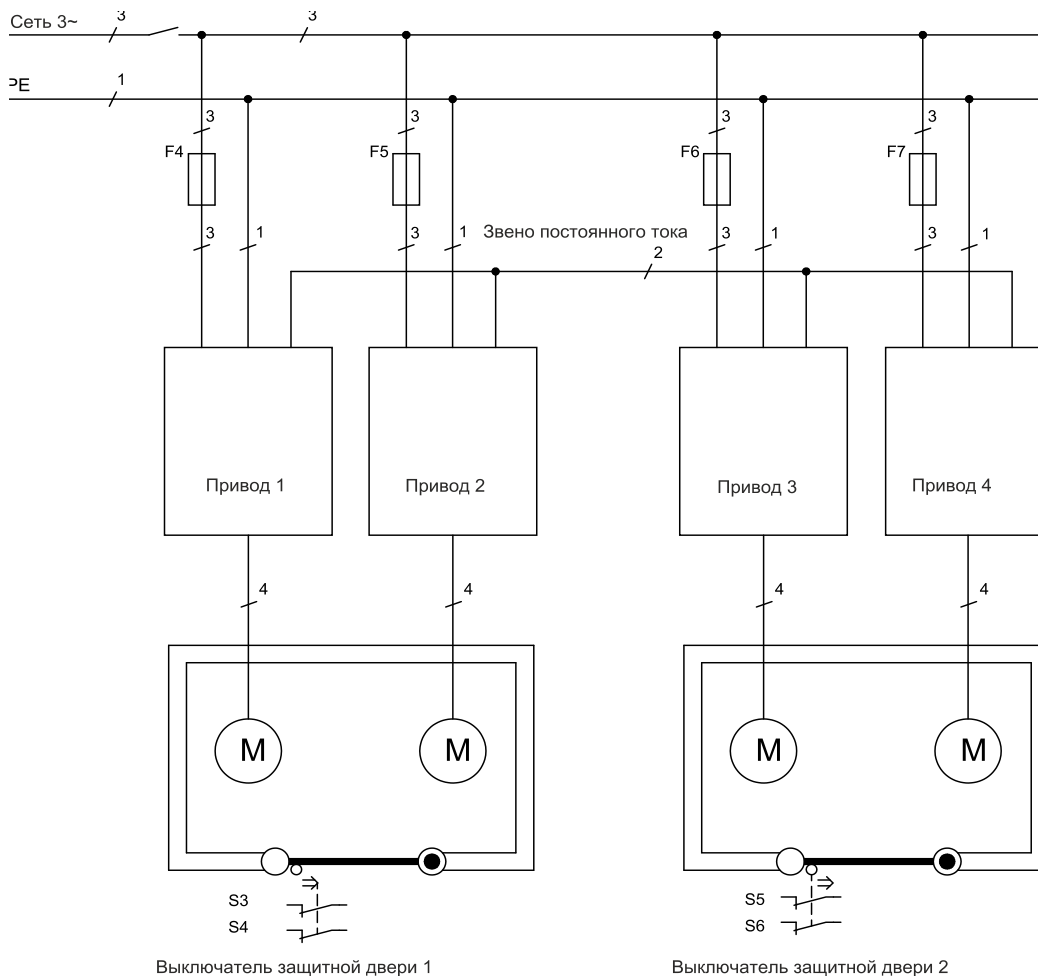 Сеть 3~ 3 3
PE 1
3 3 3 3
F4 F5 F6 F7
3 1 3 1 Звено постоянного тока 3 1 3 1
2
Привод 1 Привод 2 Привод 3 Привод 4
4 4 4 4
M M M M
S3 S5
S4 S6
Выключатель защитной двери 1 Выключатель защитной двери 2